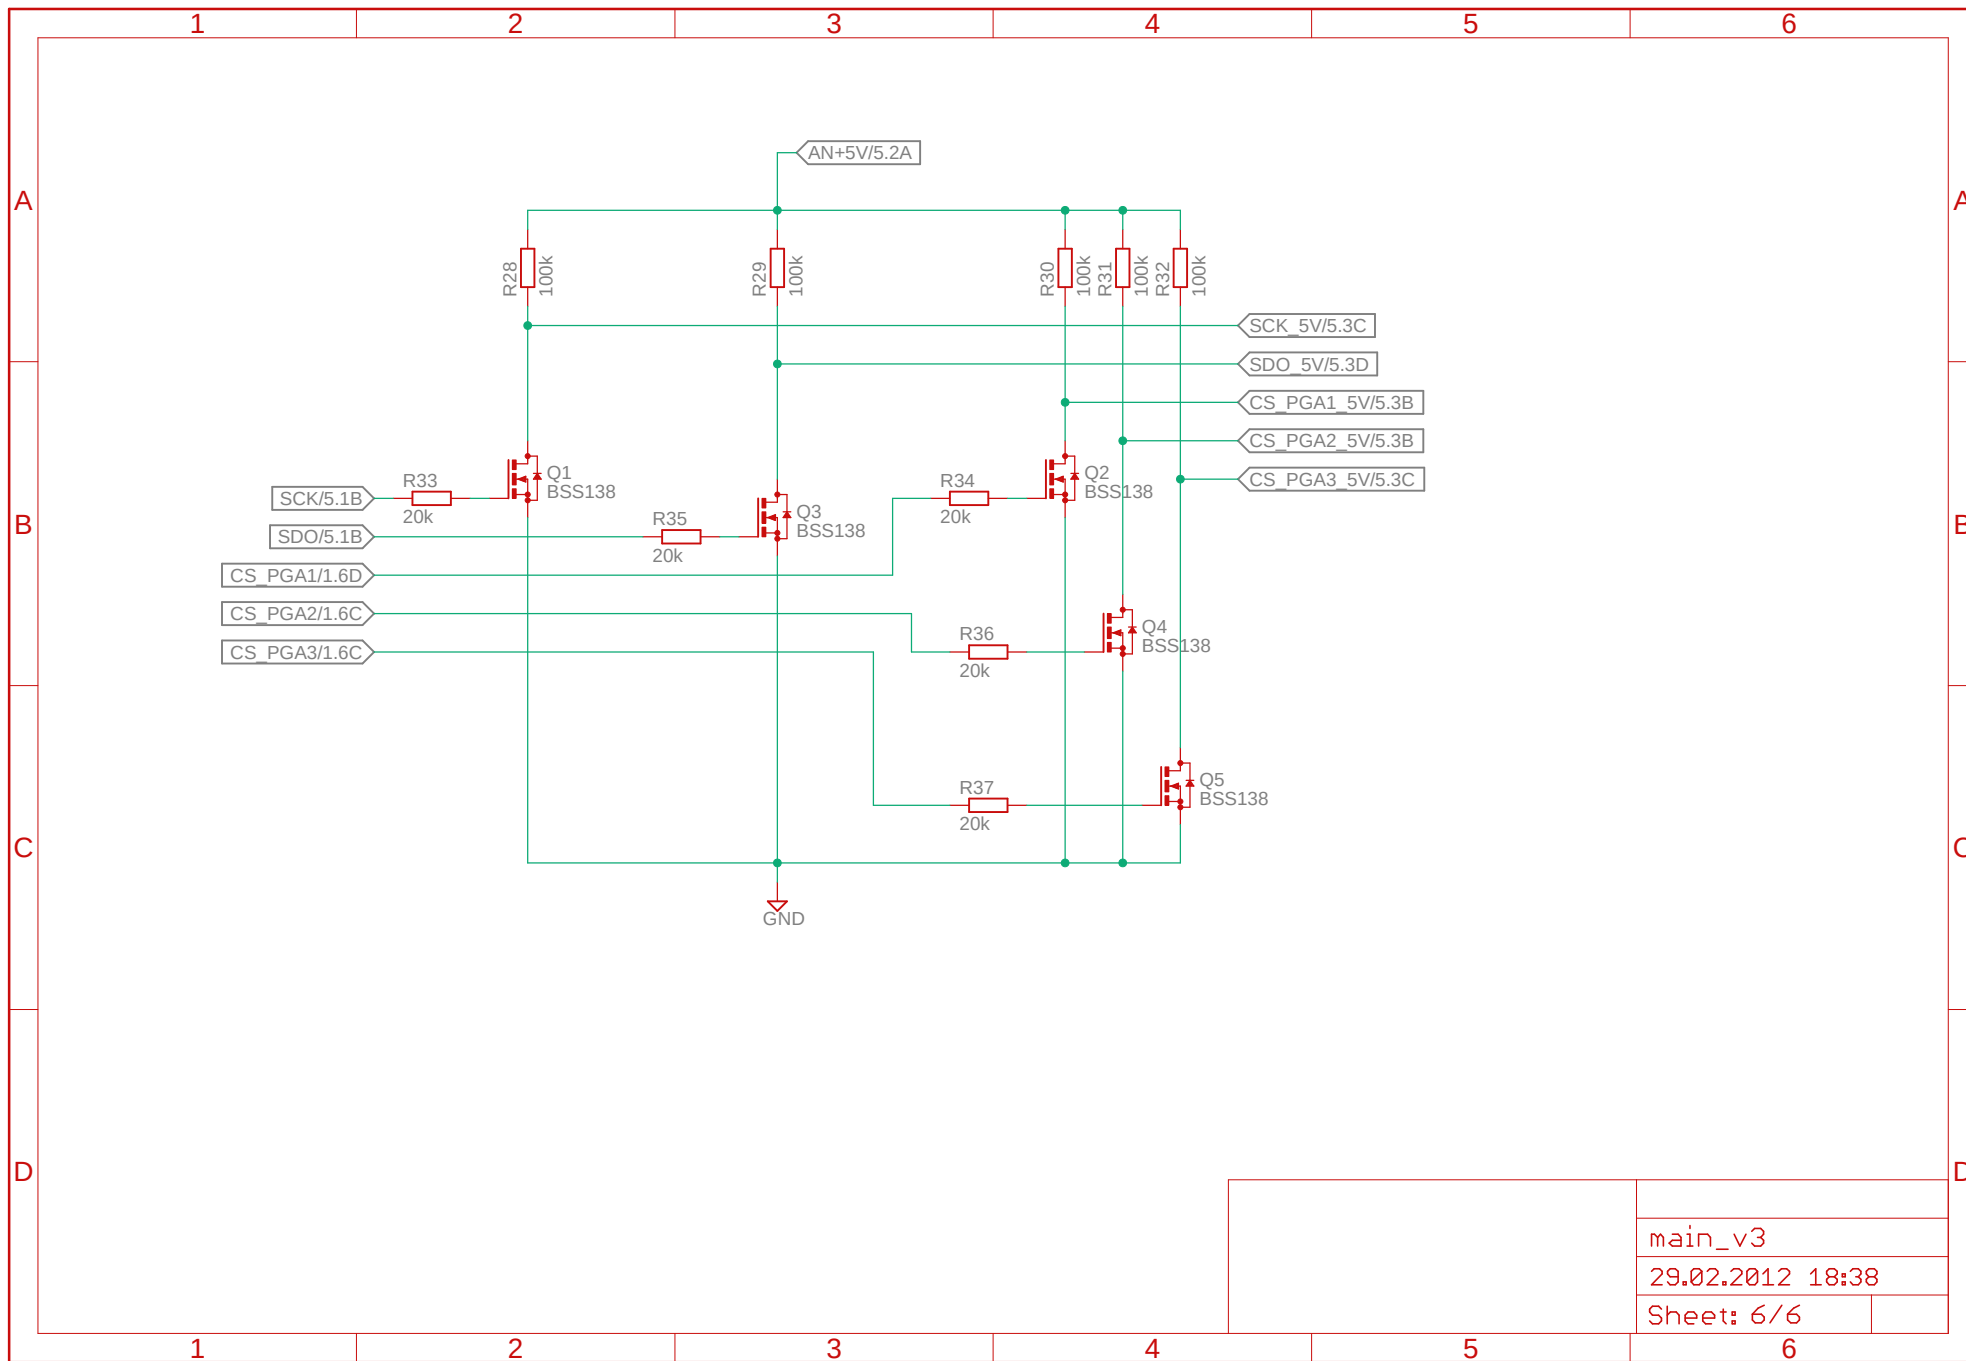 1 2 3 4 5 6
AN+5V/5.2A
A A
R28 100k R29 100k R30 100k R31 100k R32 100k
SCK_5V/5.3C
SDO_5V/5.3D
CS_PGA1_5V/5.3B
CS_PGA2_5V/5.3B
CS_PGA3_5V/5.3C
Q1
BSS138
Q2
BSS138
R33
20k
R34
20k
SCK/5.1B
Q3
BSS138
R35
20k
B B
SDO/5.1B
CS_PGA1/1.6D
CS_PGA2/1.6C
CS_PGA3/1.6C
R36
20k
Q4
BSS138
R37
20k
Q5
BSS138
C C
GND
D D
main_v3
29.02.2012 18:38
Sheet: 6/6
1 2 3 4 5 6